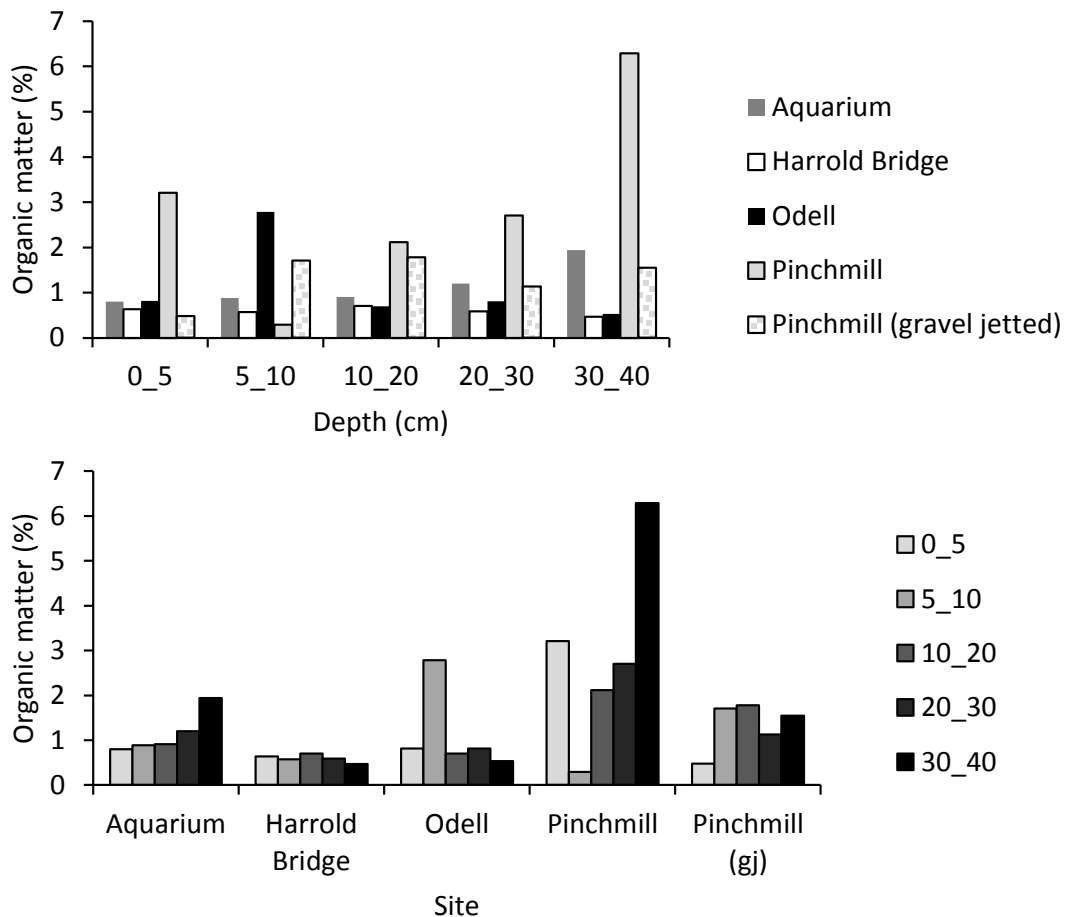 7
6
5
4
3
2
1
0
Organic matter (%)
0_5 5_10 10_20 20_30 30_40
Depth (cm)
Aquarium
Harrold Bridge
Odell
Pinchmill
Pinchmill (gravel jetted)
7
6
5
4
3
2
1
0
Organic matter (%)
Aquarium Harrold Odell Pinchmill Pinchmill
Bridge (gj)
Site
0_5
5_10
10_20
20_30
30_40